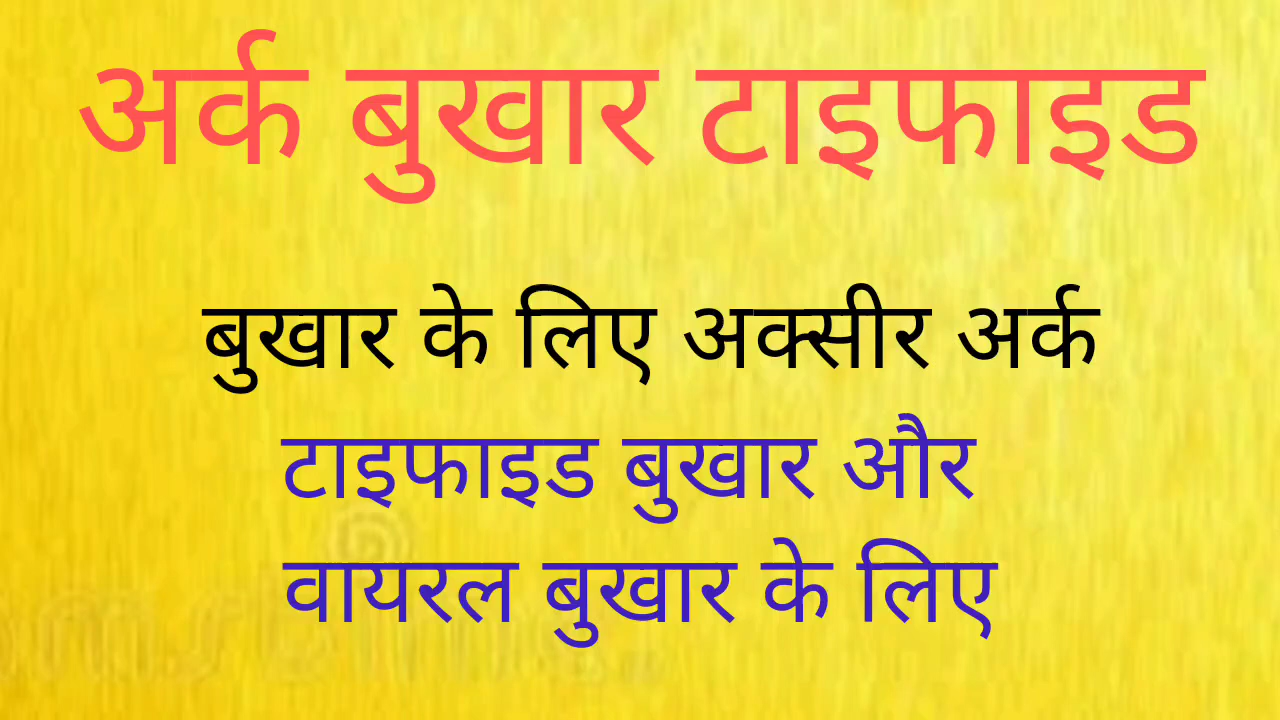 अर्क बुखार टाइफाइड
बुखार के लिए अक्सीर अर्क
टाइफाइड बुखार और
वायरल बुखार के लिए